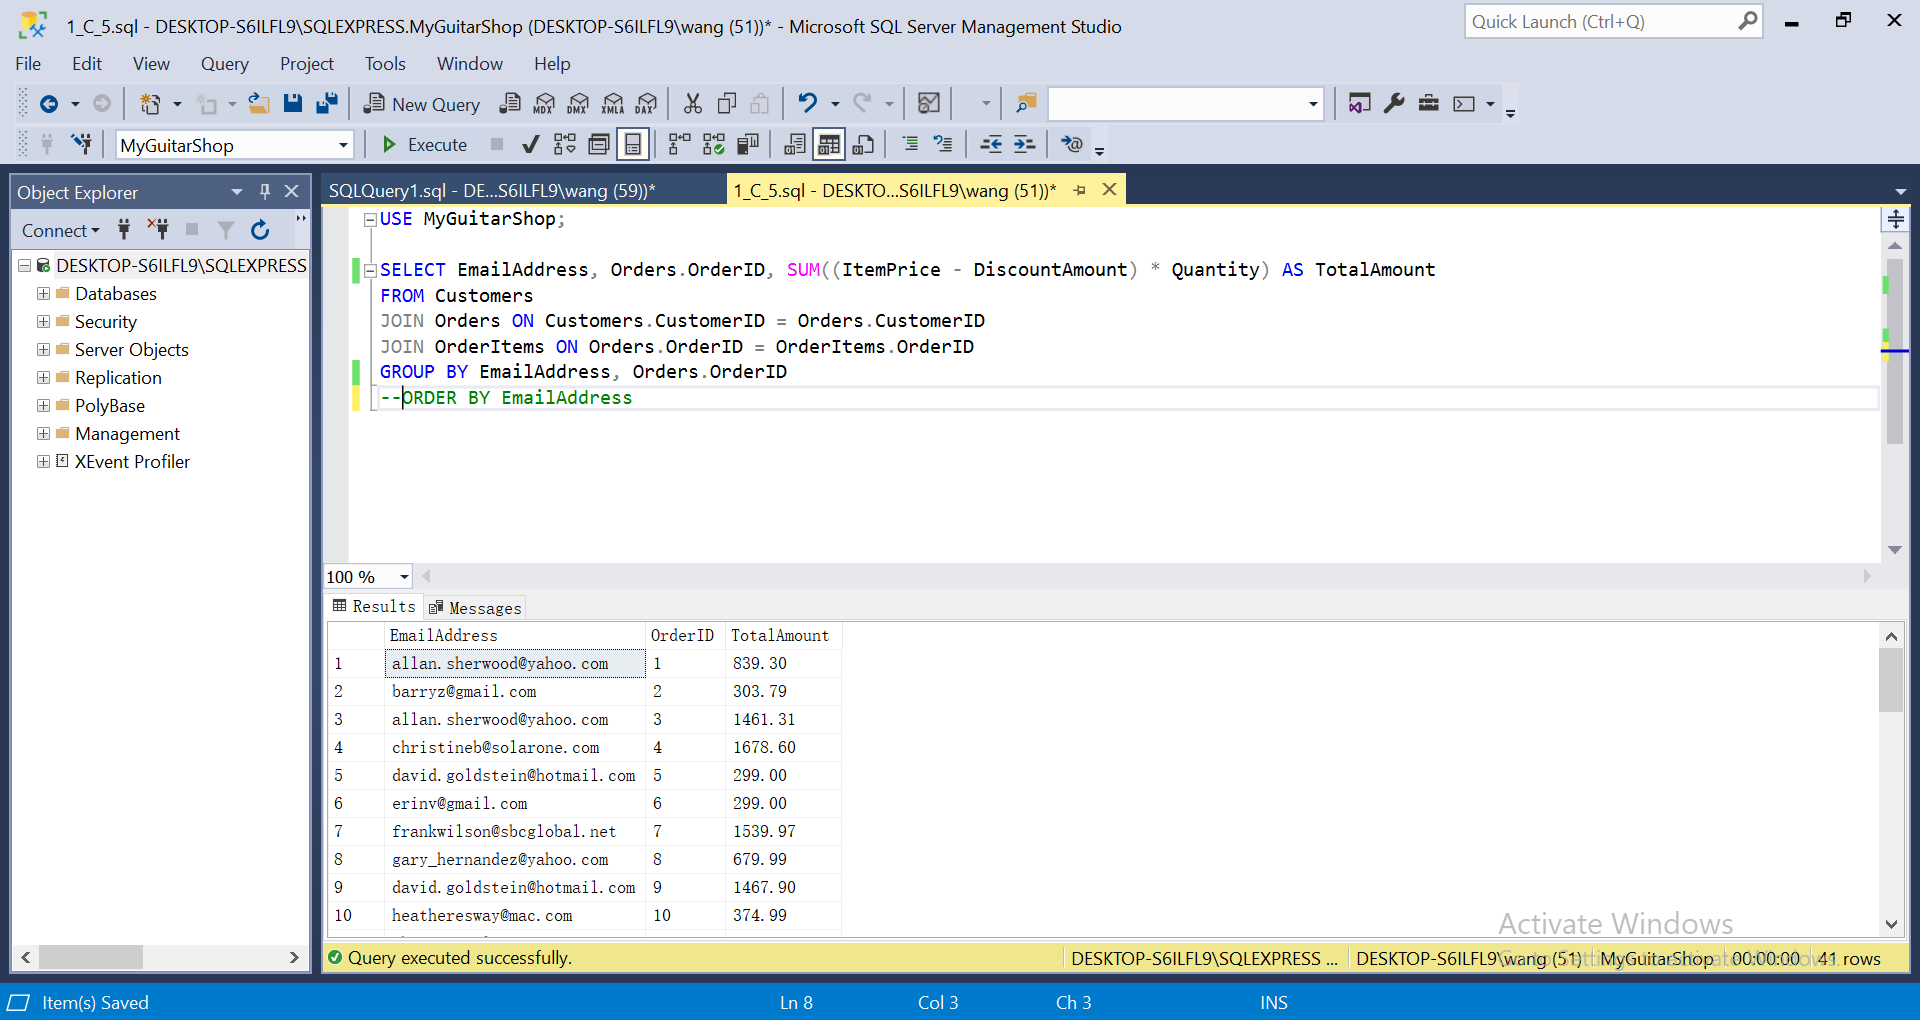 1_C_5.sql - DESKTOP-S6ILFL9\SQLEXPRESS.MyGuitarShop (DESKTOP-S6ILFL9\wang (51))* - Microsoft SQL Server Management Studio
Quick Launch (Ctrl+Q)
File Edit View Query Project Tools Window Help
New Query MDX DMX XMLA DAX
MyGuitarShop Execute
Object Explorer
SQLQuery1.sql - DE...S6ILFL9\wang (59))*
1_C_5.sql - DESKTO...S6ILFL9\wang (51))*
Connect
DESKTOP-S6ILFL9\SQLEXPRESS
Databases
Security
Server Objects
Replication
PolyBase
Management
XEvent Profiler
USE MyGuitarShop;
SELECT EmailAddress, Orders.OrderID, SUM((ItemPrice - DiscountAmount) * Quantity) AS TotalAmount
FROM Customers
JOIN Orders ON Customers.CustomerID = Orders.CustomerID
JOIN OrderItems ON Orders.OrderID = OrderItems.OrderID
GROUP BY EmailAddress, Orders.OrderID
--ORDER BY EmailAddress
100 %
Results Messages
EmailAddress OrderID TotalAmount
1 allan.sherwood@yahoo.com 1 839.30
2 barryz@gmail.com 2 303.79
3 allan.sherwood@yahoo.com 3 1461.31
4 christineb@solarone.com 4 1678.60
5 david.goldstein@hotmail.com 5 299.00
6 erinv@gmail.com 6 299.00
7 frankwilson@sbcglobal.net 7 1539.97
8 gary_hernandez@yahoo.com 8 679.99
9 david.goldstein@hotmail.com 9 1467.90
10 heatheresway@mac.com 10 374.99
Activate Windows
Go to Settings to activate Windows.
Query executed successfully.
DESKTOP-S6ILFL9\SQLEXPRESS ... DESKTOP-S6ILFL9\wang (51) MyGuitarShop 00:00:00 41 rows
Item(s) Saved Ln 8 Col 3 Ch 3 INS